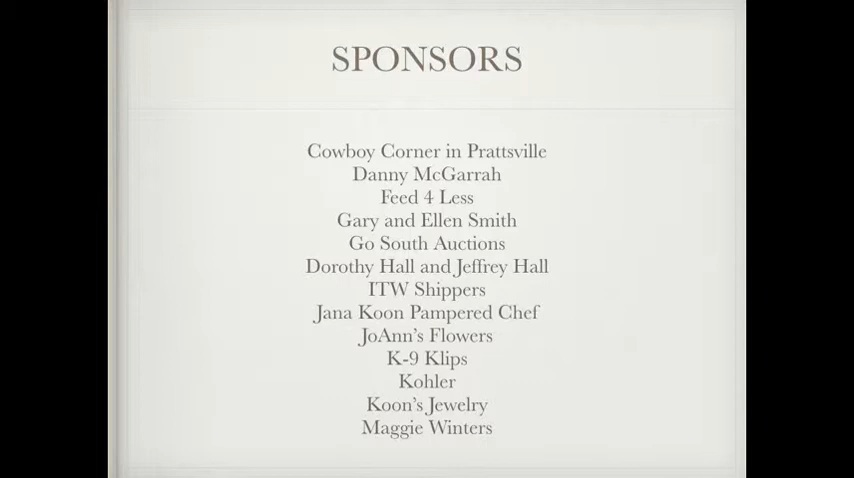 SPONSORS
Cowboy Corner in Prattsville
Danny McGarrah
Feed 4 Less
Gary and Ellen Smith
Go South Auctions
Dorothy Hall and Jeffrey Hall
ITW Shippers
Jana Koon Pampered Chef
JoAnn’s Flowers
K-9 Klips
Kohler
Koon’s Jewelry
Maggie Winters